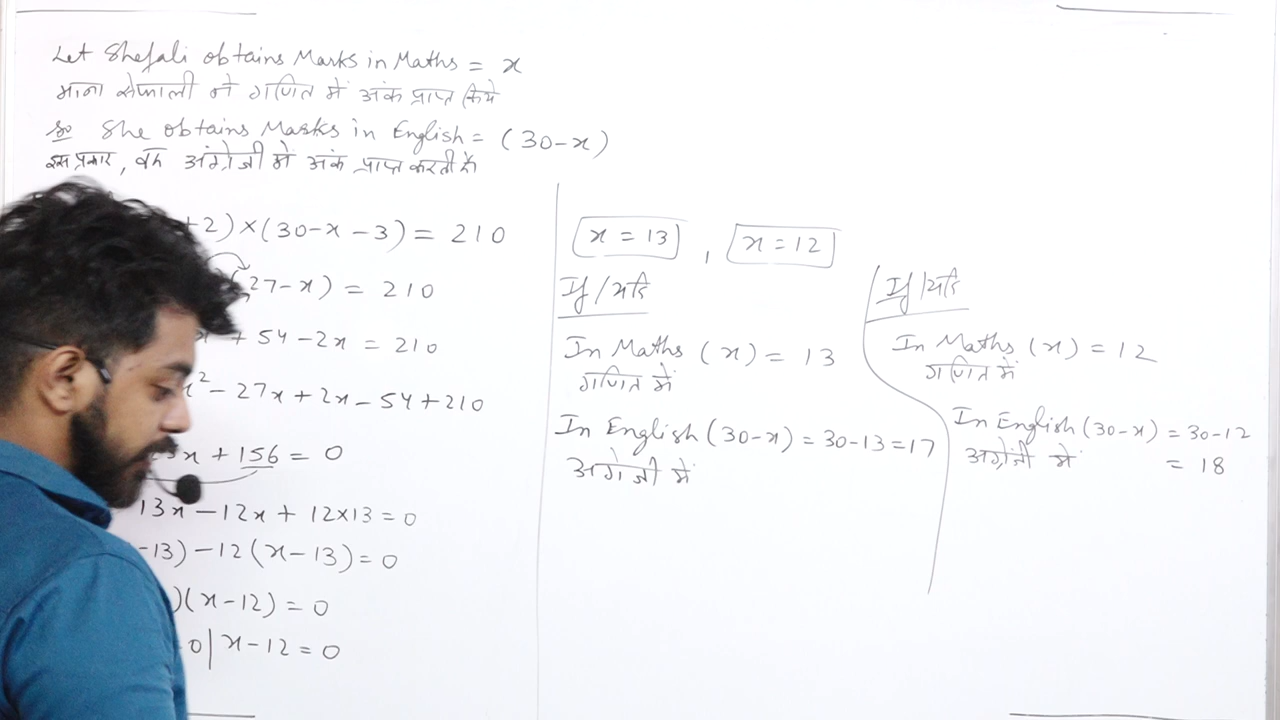 Let Shefali obtains Marks in Maths = x
माना शेफाली ने गणित में अंक प्राप्त किये
So She obtains Marks in English = (30-x)
इस प्रकार, वह अंग्रेजी में अंक प्राप्त करती है
+2)×(30-x-3) = 210
27-x) = 210
+ 54-2x = 210
x²-27x+2x-54+210
x+156 = 0
13x-12x+12×13=0
-13)-12(x-13)=0
)(x-12)=0
0|x-12=0
x=13, x=12
If/यदि
In Maths (x) = 13
गणित में
In English (30-x) = 30-13 = 17
अंग्रेजी में
If/यदि
In Maths (x) = 12
गणित में
In English (30-x) = 30-12
अंग्रेजी में = 18